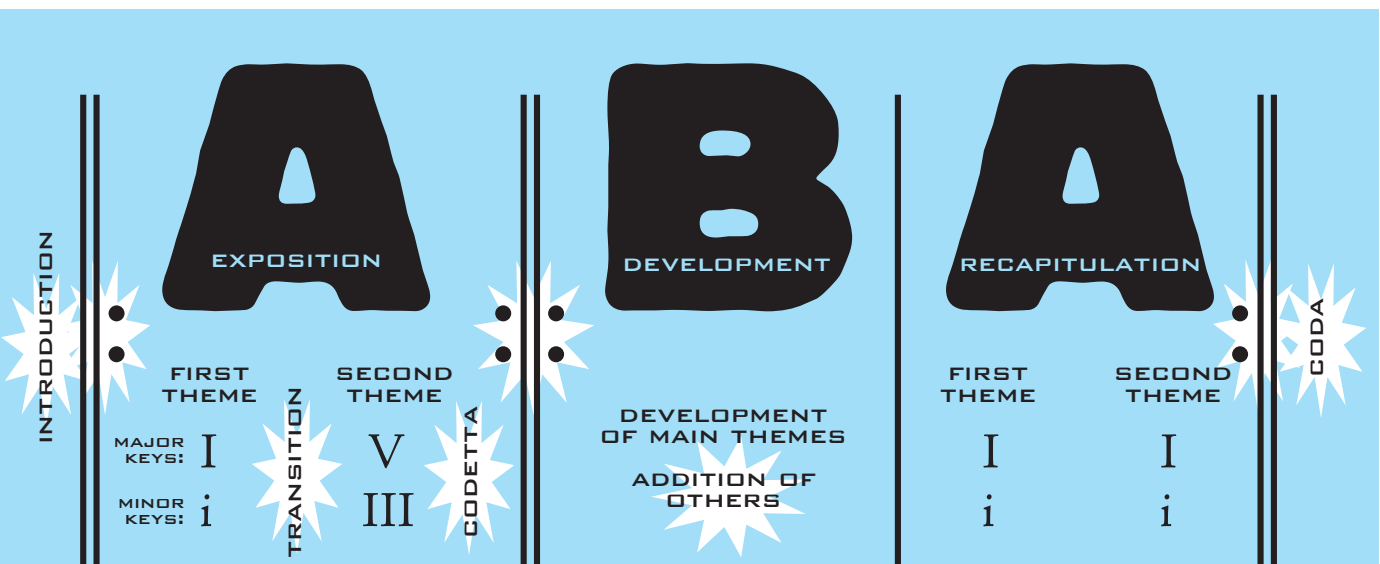 INTRODUCTION
A
EXPOSITION
FIRST
THEME
TRANSITION
SECOND
THEME
CODETTA
MAJOR
KEYS: I V
MINOR
KEYS: i III
B
DEVELOPMENT
DEVELOPMENT
OF MAIN THEMES
ADDITION OF
OTHERS
A
RECAPITULATION
FIRST
THEME
SECOND
THEME
I I
i i
CODA